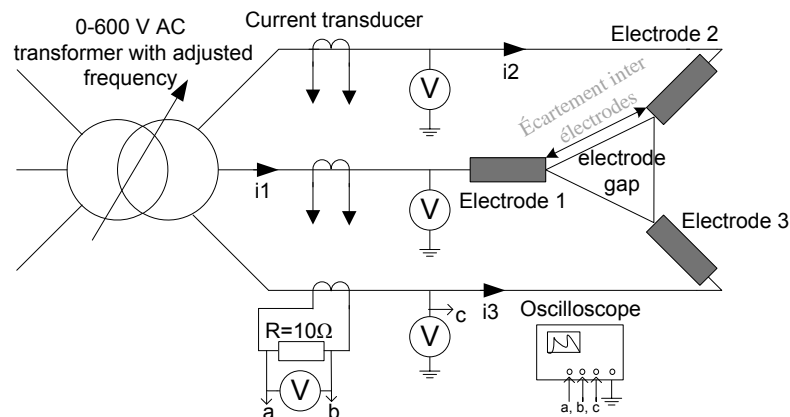 0-600 V AC
transformer with adjusted
frequency
Current transducer
Electrode 2
i2
V
Écartement inter
électrodes
electrode
gap
i1
V
Electrode 1
Electrode 3
i3
c
V
R=10Ω
V
a
b
Oscilloscope
a, b, c